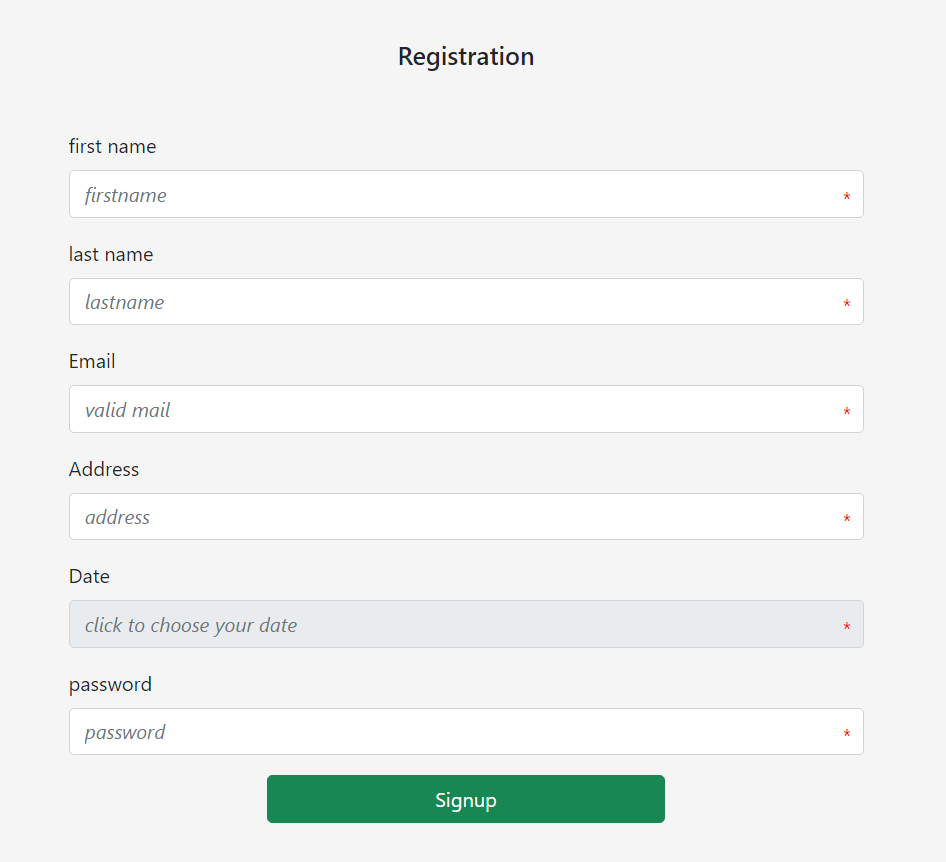 Registration
first name
firstname *
last name
lastname *
Email
valid mail *
Address
address *
Date
click to choose your date *
password
password *
Signup